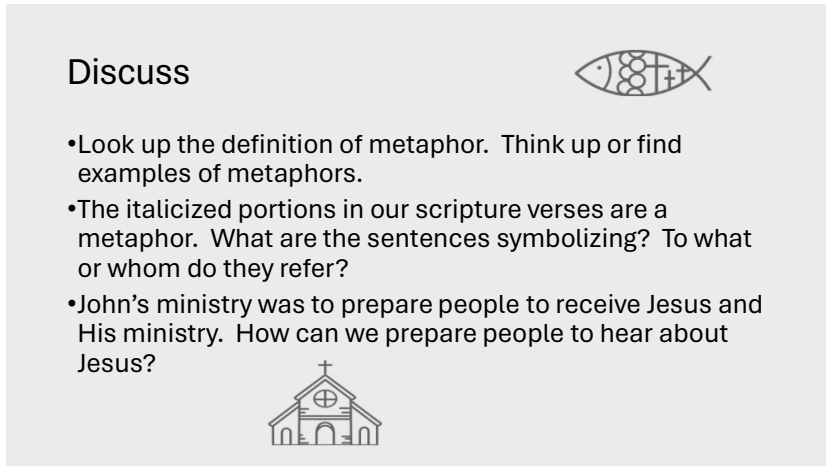 Discuss
•Look up the definition of metaphor.  Think up or find
examples of metaphors.
•The italicized portions in our scripture verses are a
metaphor.  What are the sentences symbolizing?  To what
or whom do they refer?
•John’s ministry was to prepare people to receive Jesus and
His ministry.  How can we prepare people to hear about
Jesus?